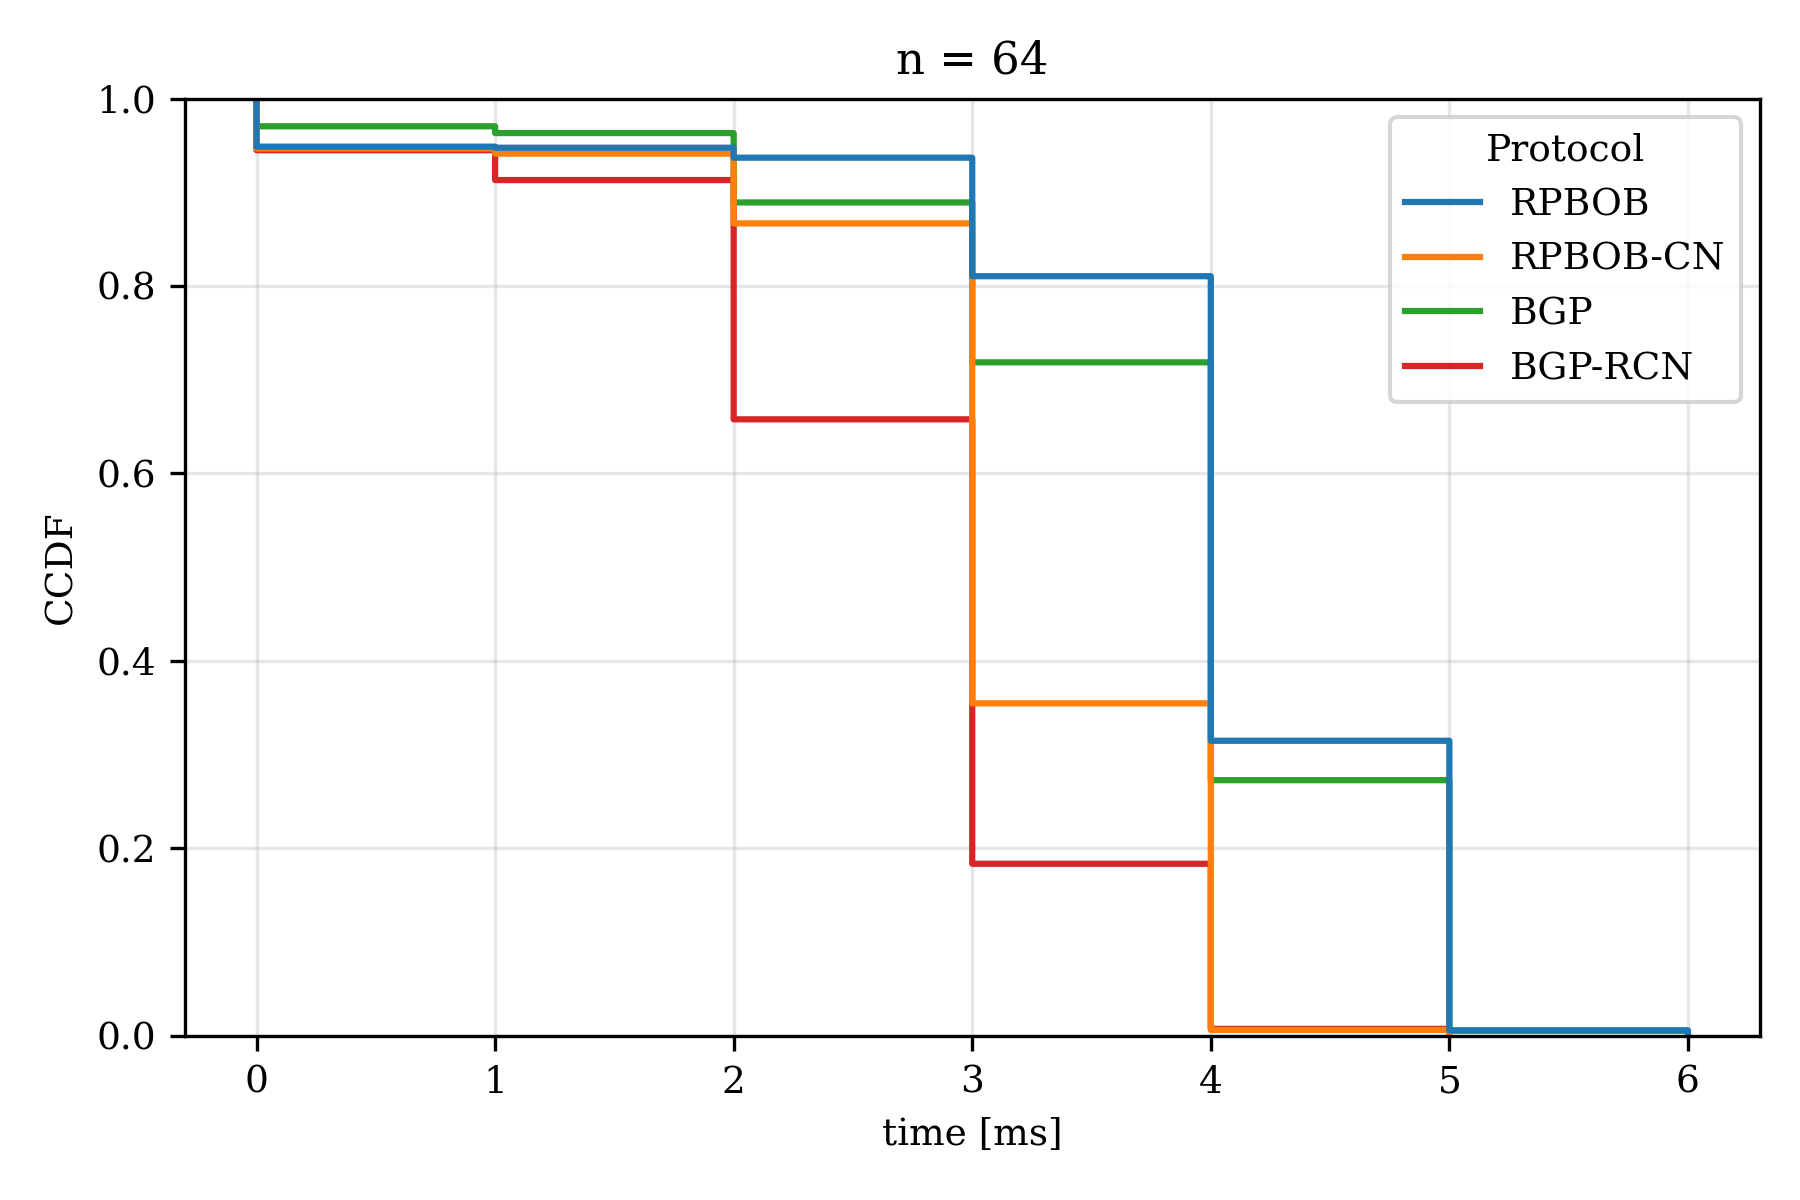 n = 64
1.0
0.8
0.6
0.4
0.2
0.0
CCDF
Protocol
RPBOB
RPBOB-CN
BGP
BGP-RCN
0 1 2 3 4 5 6
time [ms]